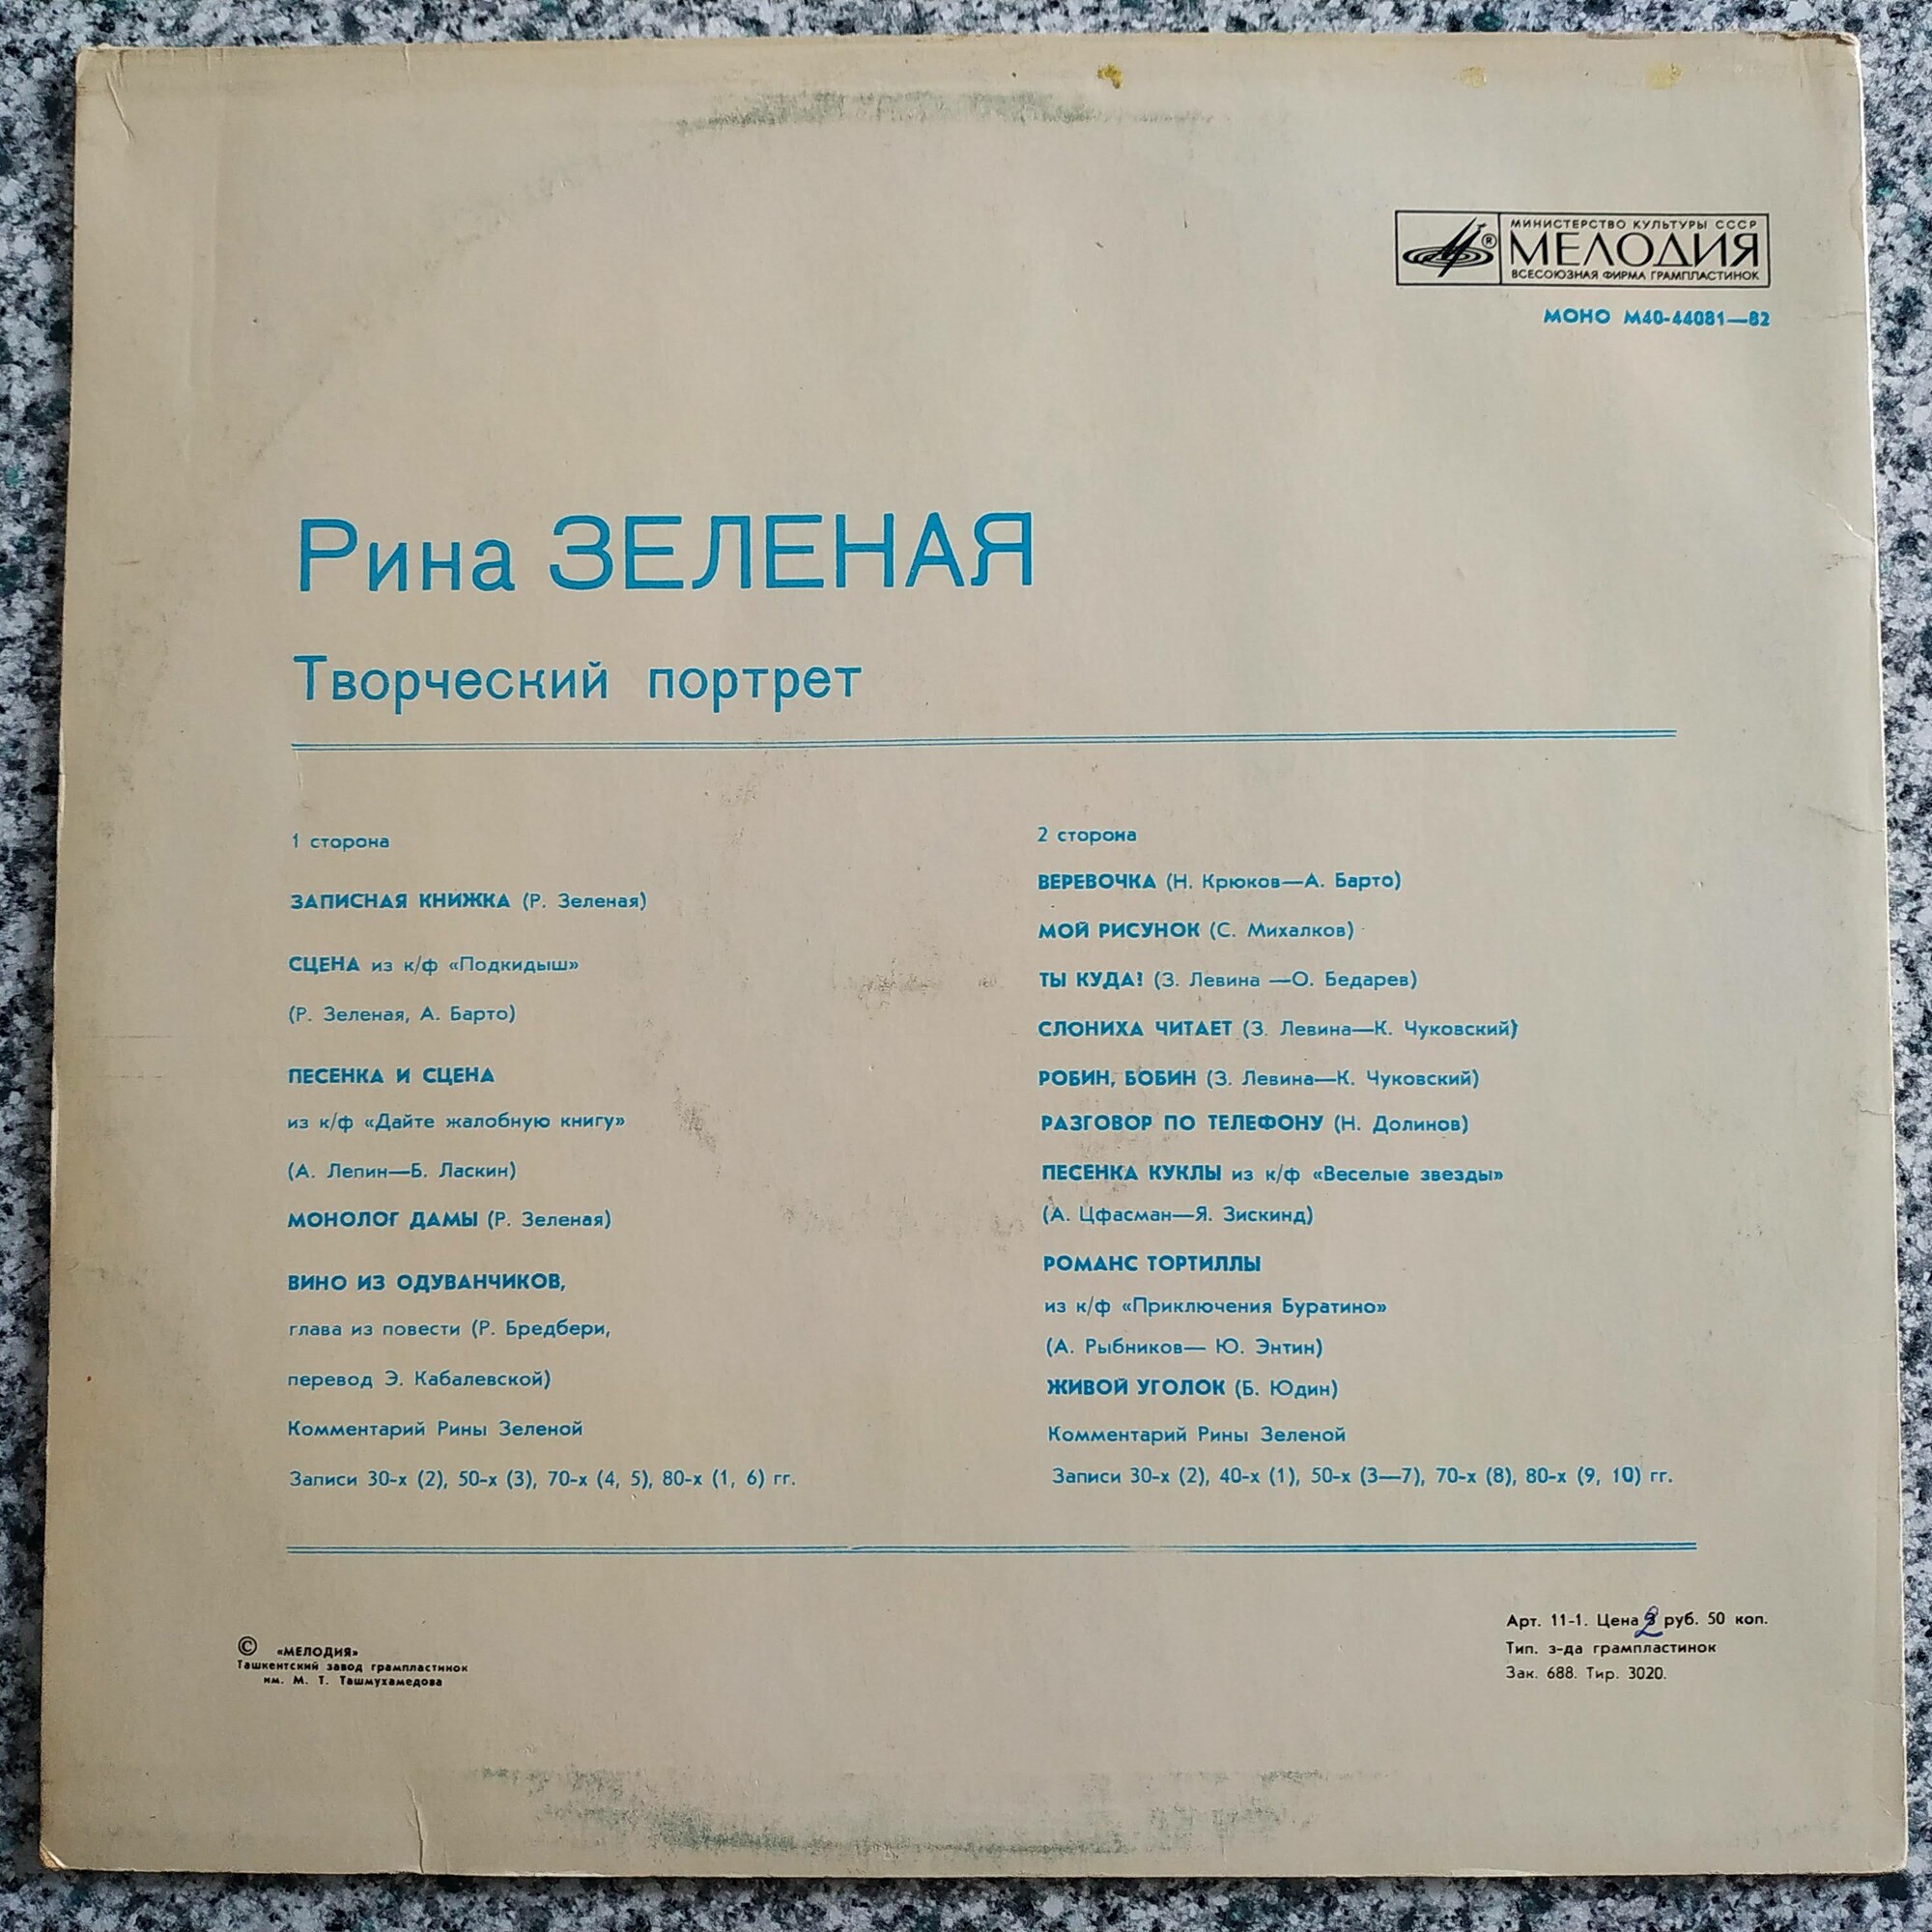 МИНИСТЕРСТВО КУЛЬТУРЫ СССР
МЕЛОДИЯ
ВСЕСОЮЗНАЯ ФИРМА ГРАМПЛАСТИНОК
МОНО М40-44081—82
Рина ЗЕЛЕНАЯ
Творческий портрет
1 сторона
ЗАПИСНАЯ КНИЖКА (Р. Зеленая)
СЦЕНА из к/ф «Подкидыш»
(Р. Зеленая, А. Барто)
ПЕСЕНКА И СЦЕНА
из к/ф «Дайте жалобную книгу»
(А. Лепин—Б. Ласкин)
МОНОЛОГ ДАМЫ (Р. Зеленая)
ВИНО ИЗ ОДУВАНЧИКОВ,
глава из повести (Р. Бредбери,
перевод Э. Кабалевской)
Комментарий Рины Зеленой
Записи 30-х (2), 50-х (3), 70-х (4, 5), 80-х (1, 6) гг.
2 сторона
ВЕРЕВОЧКА (Н. Крюков—А. Барто)
МОЙ РИСУНОК (С. Михалков)
ТЫ КУДА? (З. Левина —О. Бедарев)
СЛОНИХА ЧИТАЕТ (З. Левина—К. Чуковский)
РОБИН, БОБИН (З. Левина—К. Чуковский)
РАЗГОВОР ПО ТЕЛЕФОНУ (Н. Долинов)
ПЕСЕНКА КУКЛЫ из к/ф «Веселые звезды»
(А. Цфасман—Я. Зискинд)
РОМАНС ТОРТИЛЛЫ
из к/ф «Приключения Буратино»
(А. Рыбников— Ю. Энтин)
ЖИВОЙ УГОЛОК (Б. Юдин)
Комментарий Рины Зеленой
Записи 30-х (2), 40-х (1), 50-х (3—7), 70-х (8), 80-х (9, 10) гг.
© «МЕЛОДИЯ»
Ташкентский завод грампластинок
им. М. Т. Ташмухамедова
Арт. 11-1. Цена 2 руб. 50 коп.
Тип. з-да грампластинок
Зак. 688. Тир. 3020.